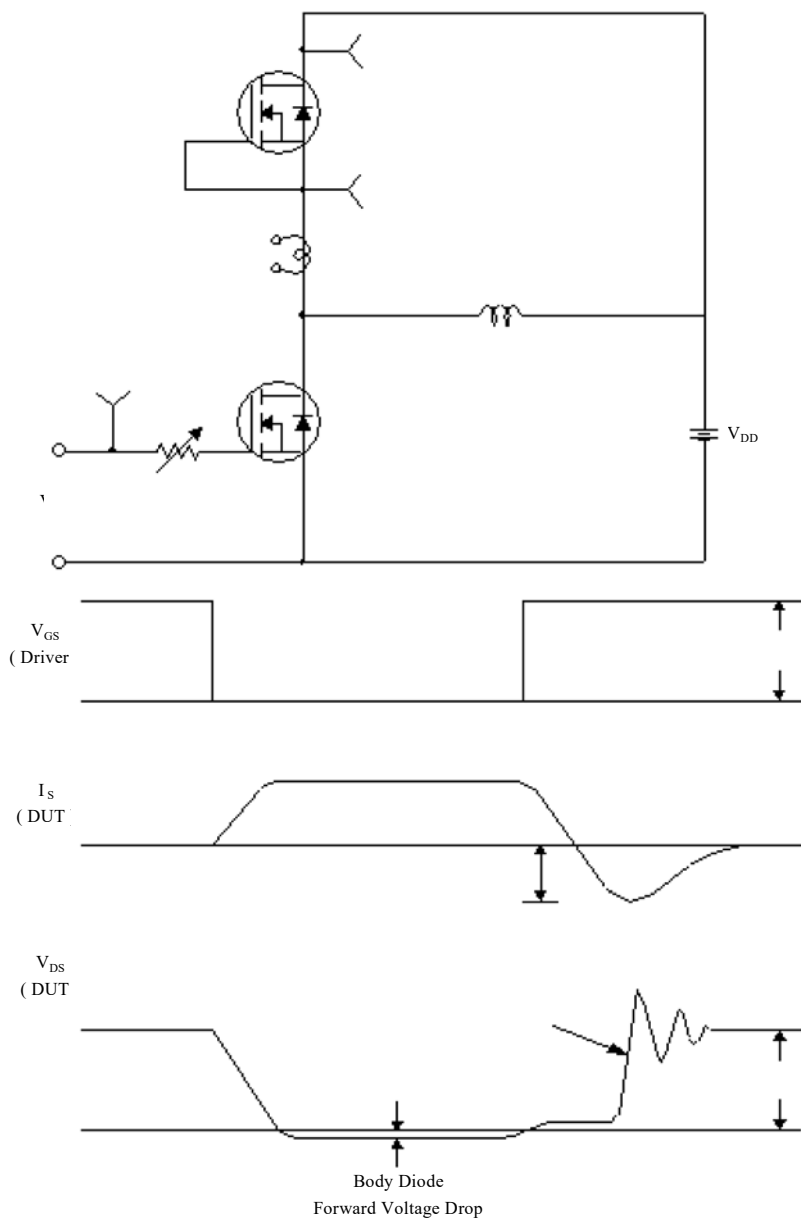 V_DD
V_GS
( Driver
I_S
( DUT
V_DS
( DUT
Body Diode
Forward Voltage Drop